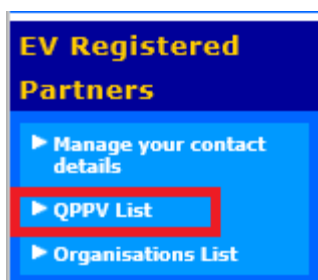 EV Registered
Partners
Manage your contact
details
QPPV List
Organisations List